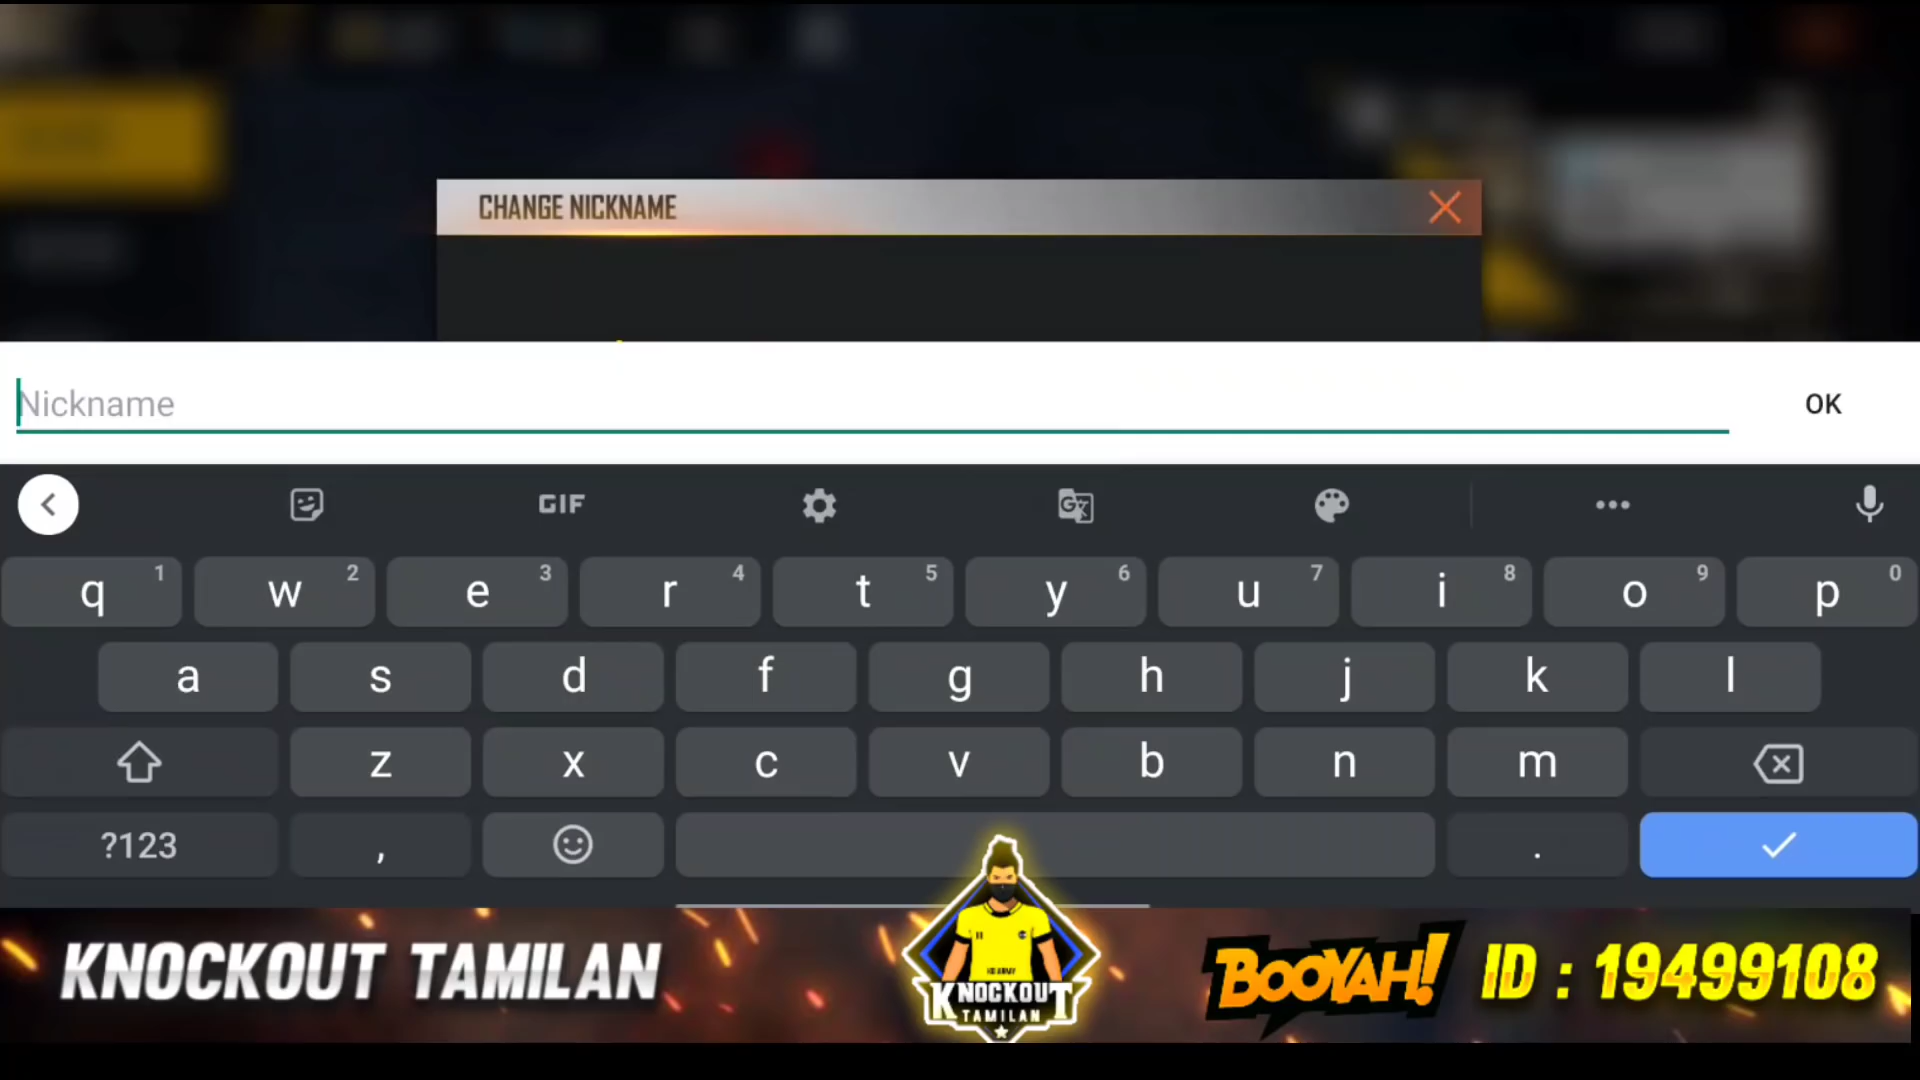 CHANGE NICKNAME
Nickname
OK
GIF
q 1 w 2 e 3 r 4 t 5 y 6 u 7 i 8 o 9 p 0
a s d f g h j k l
z x c v b n m
?123 , .
KNOCKOUT TAMILAN
KNOCKOUT
TAMILAN
BOOYAH!
ID : 19499108